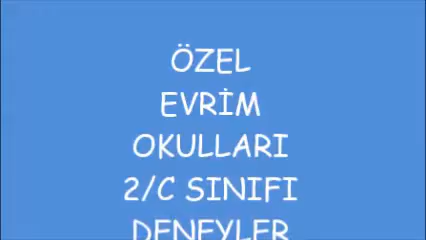 ÖZEL
EVRİM
OKULLARI
2/C SINIFI
DENEYLER